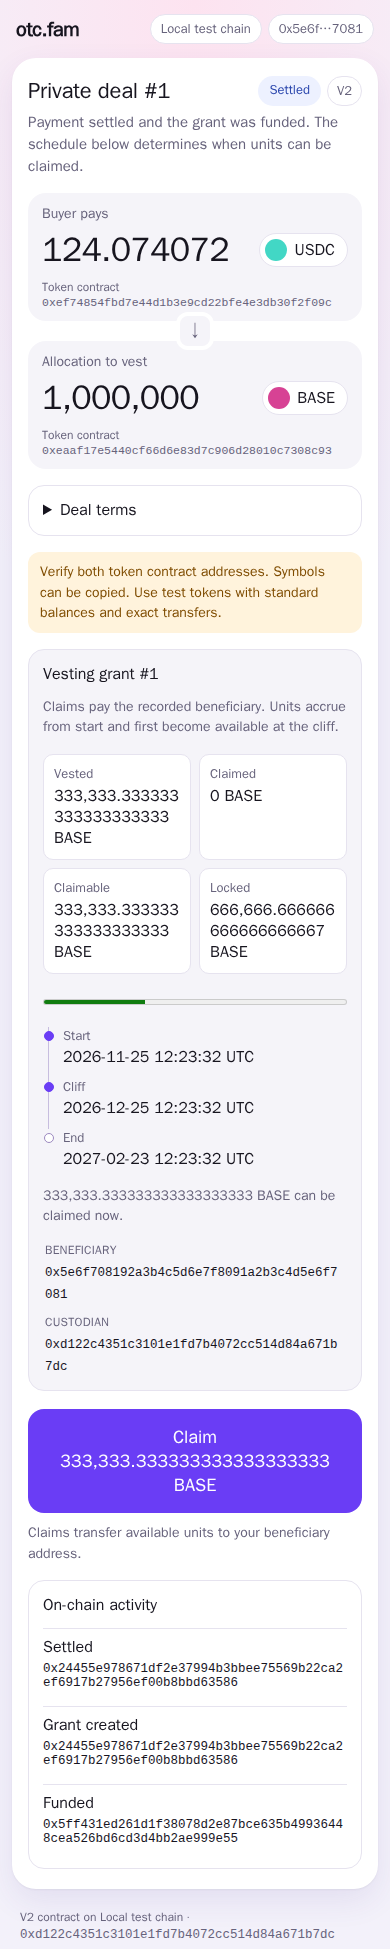 otc.fam
Local test chain
0x5e6f…7081
Private deal #1
Settled
V2
Payment settled and the grant was funded. The
schedule below determines when units can be
claimed.
Buyer pays
124.074072
USDC
Token contract
0xef74854fbd7e44d1b3e9cd22bfe4e3db30f2f09c
↓
Allocation to vest
1,000,000
BASE
Token contract
0xeaaf17e5440cf66d6e83d7c906d28010c7308c93
Deal terms
Verify both token contract addresses. Symbols
can be copied. Use test tokens with standard
balances and exact transfers.
Vesting grant #1
Claims pay the recorded beneficiary. Units accrue
from start and first become available at the cliff.
Vested
333,333.333333
333333333333
BASE
Claimed
0 BASE
Claimable
333,333.333333
333333333333
BASE
Locked
666,666.666666
666666666667
BASE
Start
2026-11-25 12:23:32 UTC
Cliff
2026-12-25 12:23:32 UTC
End
2027-02-23 12:23:32 UTC
333,333.333333333333333333 BASE can be
claimed now.
BENEFICIARY
0x5e6f708192a3b4c5d6e7f8091a2b3c4d5e6f7
081
CUSTODIAN
0xd122c4351c3101e1fd7b4072cc514d84a671b
7dc
Claim
333,333.333333333333333333
BASE
Claims transfer available units to your beneficiary
address.
On-chain activity
Settled
0x24455e978671df2e37994b3bbee75569b22ca2
ef6917b27956ef00b8bbd63586
Grant created
0x24455e978671df2e37994b3bbee75569b22ca2
ef6917b27956ef00b8bbd63586
Funded
0x5ff431ed261d1f38078d2e87bce635b4993644
8cea526bd6cd3d4bb2ae999e55
V2 contract on Local test chain ·
0xd122c4351c3101e1fd7b4072cc514d84a671b7dc